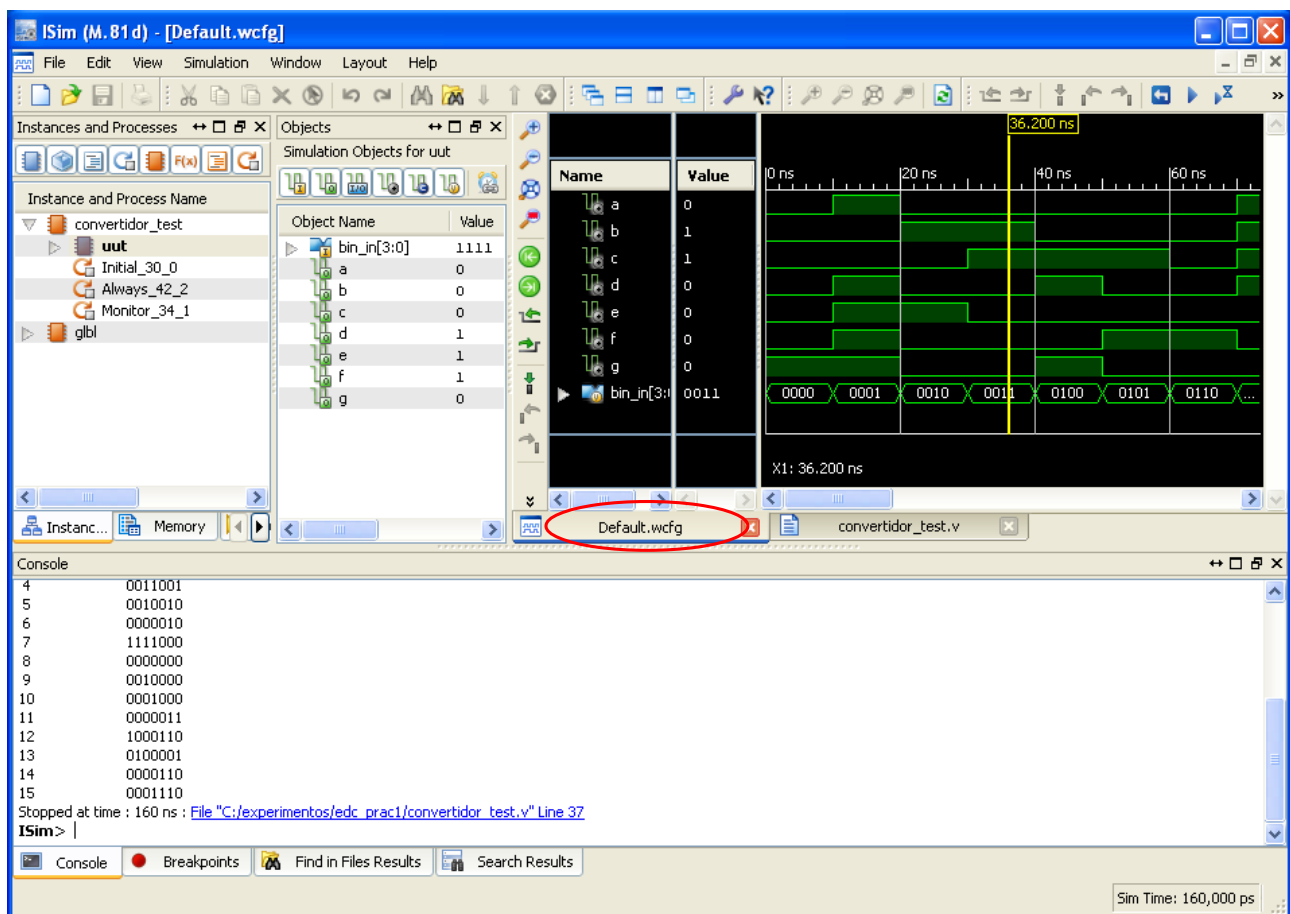 ISim (M.81d) - [Default.wcfg]
File Edit View Simulation Window Layout Help
Instances and Processes
F(x)
Instance and Process Name
convertidor_test
uut
Initial_30_0
Always_42_2
Monitor_34_1
glbl
Instanc... Memory
Objects
Simulation Objects for uut
Object Name Value
bin_in[3:0] 1111
a 0
b 0
c 0
d 1
e 1
f 1
g 0
36.200 ns
Name Value 0 ns 20 ns 40 ns 60 ns
a 0
b 1
c 1
d 0
e 0
f 0
g 0
bin_in[3: 0011 0000 0001 0010 0011 0100 0101 0110 ...
X1: 36.200 ns
Default.wcfg convertidor_test.v
Console
4 0011001
5 0010010
6 0000010
7 1111000
8 0000000
9 0010000
10 0001000
11 0000011
12 1000110
13 0100001
14 0000110
15 0001110
Stopped at time : 160 ns : File "C:/experimentos/edc_prac1/convertidor_test.v" Line 37
ISim>
Console Breakpoints Find in Files Results Search Results
Sim Time: 160,000 ps